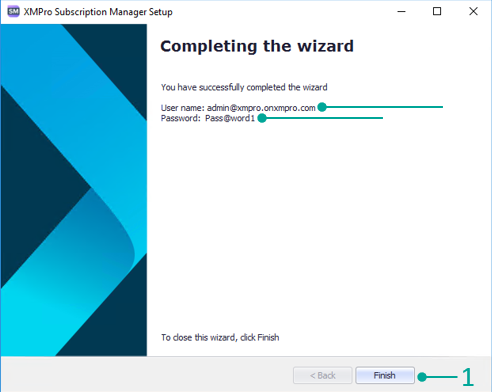 SM XMPro Subscription Manager Setup
Completing the wizard
You have successfully completed the wizard
User name: admin@xmpro.onxmpro.com
Password: Pass@word1
To close this wizard, click Finish
< Back Finish 1